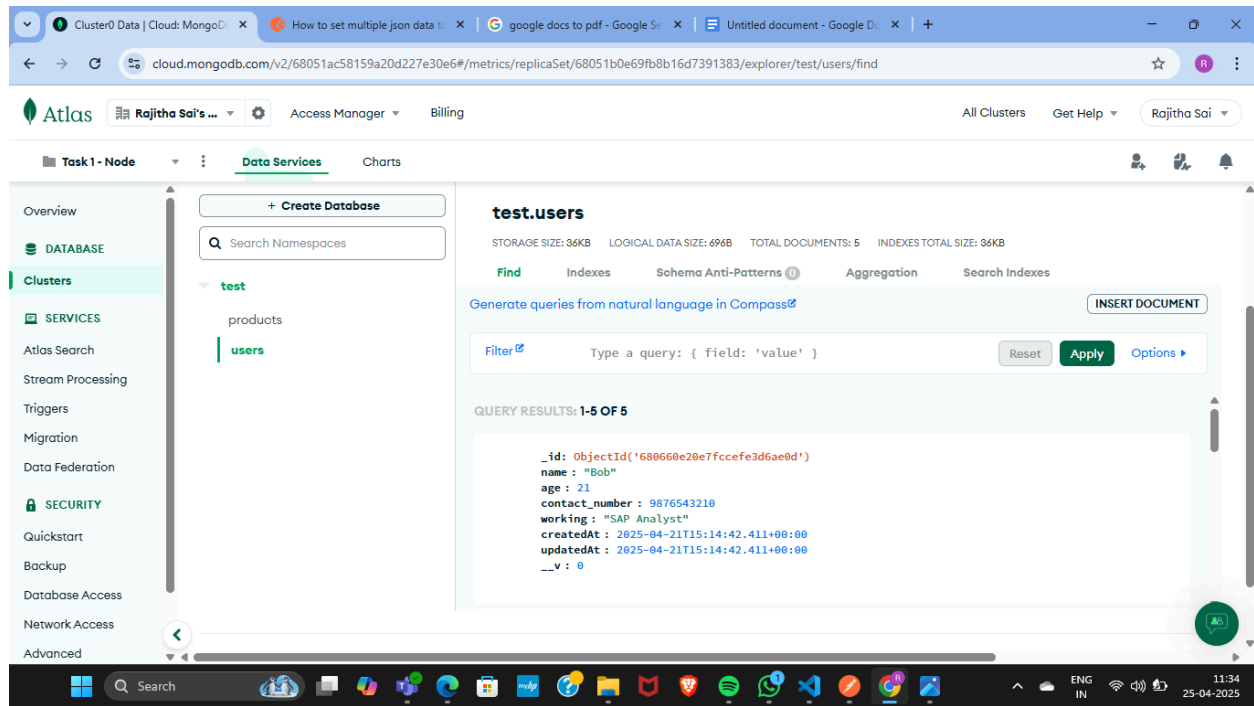 Cluster0 Data | Cloud: MongoD
How to set multiple json data to
google docs to pdf - Google Se
Untitled document - Google Do
cloud.mongodb.com/v2/68051ac58159a20d227e30e6#/metrics/replicaSet/68051b0e69fb8b16d7391383/explorer/test/users/find
R
Atlas
Rajitha Sai's ...
Access Manager
Billing
All Clusters
Get Help
Rajitha Sai
Task 1 - Node
Data Services
Charts
Overview
DATABASE
Clusters
SERVICES
Atlas Search
Stream Processing
Triggers
Migration
Data Federation
SECURITY
Quickstart
Backup
Database Access
Network Access
Advanced
+ Create Database
Search Namespaces
test
products
users
test.users
STORAGE SIZE: 36KB LOGICAL DATA SIZE: 696B TOTAL DOCUMENTS: 5 INDEXES TOTAL SIZE: 36KB
Find Indexes Schema Anti-Patterns 0 Aggregation Search Indexes
Generate queries from natural language in Compass
INSERT DOCUMENT
Filter
Type a query: { field: 'value' }
Reset
Apply
Options
QUERY RESULTS: 1-5 OF 5
_id: ObjectId('680660e20e7fccefe3d6ae0d')
name : "Bob"
age : 21
contact_number : 9876543210
working : "SAP Analyst"
createdAt : 2025-04-21T15:14:42.411+00:00
updatedAt : 2025-04-21T15:14:42.411+00:00
__v : 0
Search
myhp
ENG
IN
11:34
25-04-2025